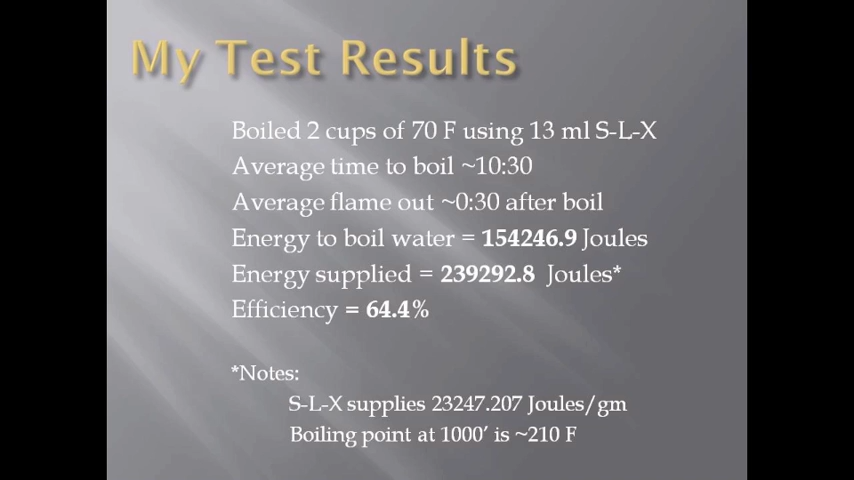 My Test Results
Boiled 2 cups of 70 F using 13 ml S-L-X
Average time to boil ~10:30
Average flame out ~0:30 after boil
Energy to boil water = 154246.9 Joules
Energy supplied = 239292.8 Joules*
Efficiency = 64.4%
*Notes:
S-L-X supplies 23247.207 Joules/gm
Boiling point at 1000’ is ~210 F